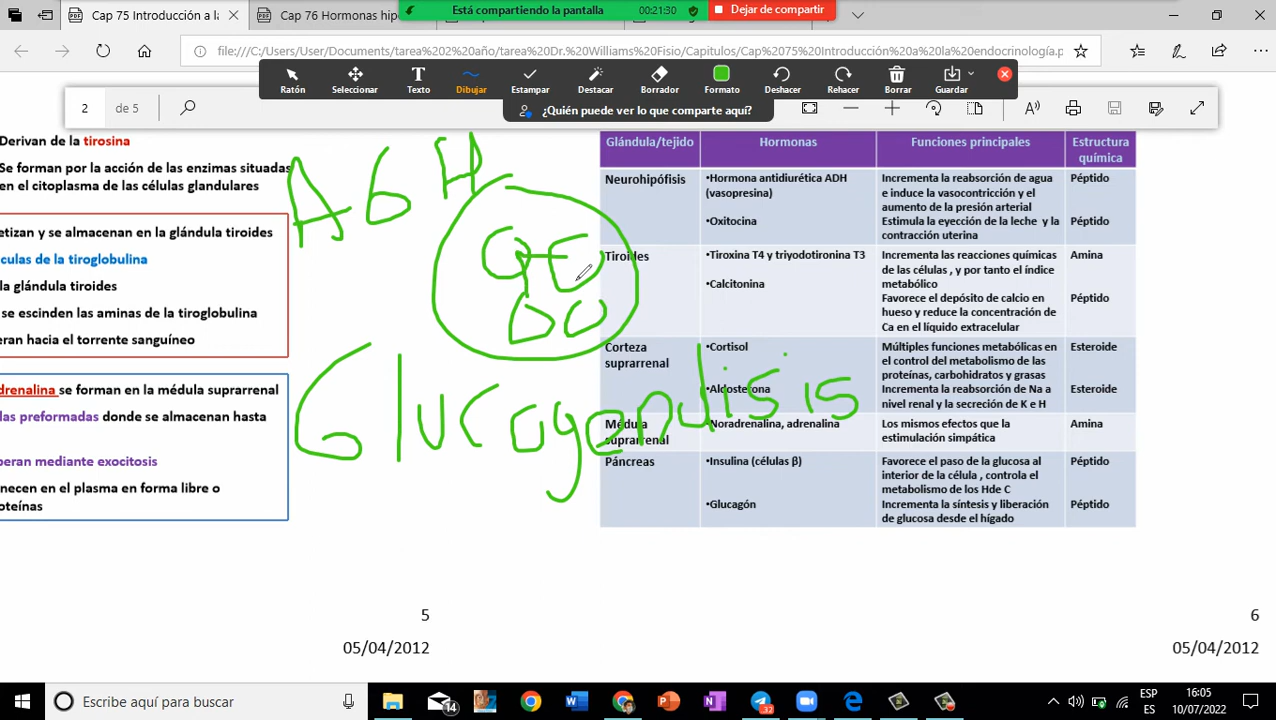 Cap 75 Introducción a la
Cap 76 Hormonas hip
Está compartiendo la pantalla
00:21:30
Dejar de compartir
file:///C:/Users/User/Documents/tarea%202%20año/tarea%20Dr.%20Williams%20Fisio/Capitulos/Cap%2075%20Introducción%20a%20la%20endocrinología.p
Ratón
Seleccionar
Texto
Dibujar
Estampar
Destacar
Borrador
Formato
Deshacer
Rehacer
Borrar
Guardar
2 de 5
¿Quién puede ver lo que comparte aquí?
Derivan de la tirosina
Se forman por la acción de las enzimas situadas
en el citoplasma de las células glandulares
etizan y se almacenan en la glándula tiroides
culas de la tiroglobulina
la glándula tiroides
se escinden las aminas de la tiroglobulina
eran hacia el torrente sanguíneo
drenalina se forman en la médula suprarrenal
las preformadas donde se almacenan hasta
peran mediante exocitosis
necen en el plasma en forma libre o
oteínas
5
05/04/2012
Glándula/tejido
Hormonas
Funciones principales
Estructura
química
Neurohipófisis
•Hormona antidiurética ADH
(vasopresina)
•Oxitocina
Incrementa la reabsorción de agua
e induce la vasocontricción y el
aumento de la presión arterial
Estimula la eyección de la leche y la
contracción uterina
Péptido
Péptido
Tiroides
•Tiroxina T4 y triyodotironina T3
•Calcitonina
Incrementa las reacciones químicas
de las células , y por tanto el índice
metabólico
Favorece el depósito de calcio en
hueso y reduce la concentración de
Ca en el líquido extracelular
Amina
Péptido
Corteza
suprarrenal
•Cortisol
•Aldosterona
Múltiples funciones metabólicas en
el control del metabolismo de las
proteínas, carbohidratos y grasas
Incrementa la reabsorción de Na a
nivel renal y la secreción de K e H
Esteroide
Esteroide
Médula
suprarrenal
•Noradrenalina, adrenalina
Los mismos efectos que la
estimulación simpática
Amina
Páncreas
•Insulina (células β)
•Glucagón
Favorece el paso de la glucosa al
interior de la célula , controla el
metabolismo de los Hde C
Incrementa la síntesis y liberación
de glucosa desde el hígado
Péptido
Péptido
6
05/04/2012
Escribe aquí para buscar
14
32
ESP
ES
16:05
10/07/2022